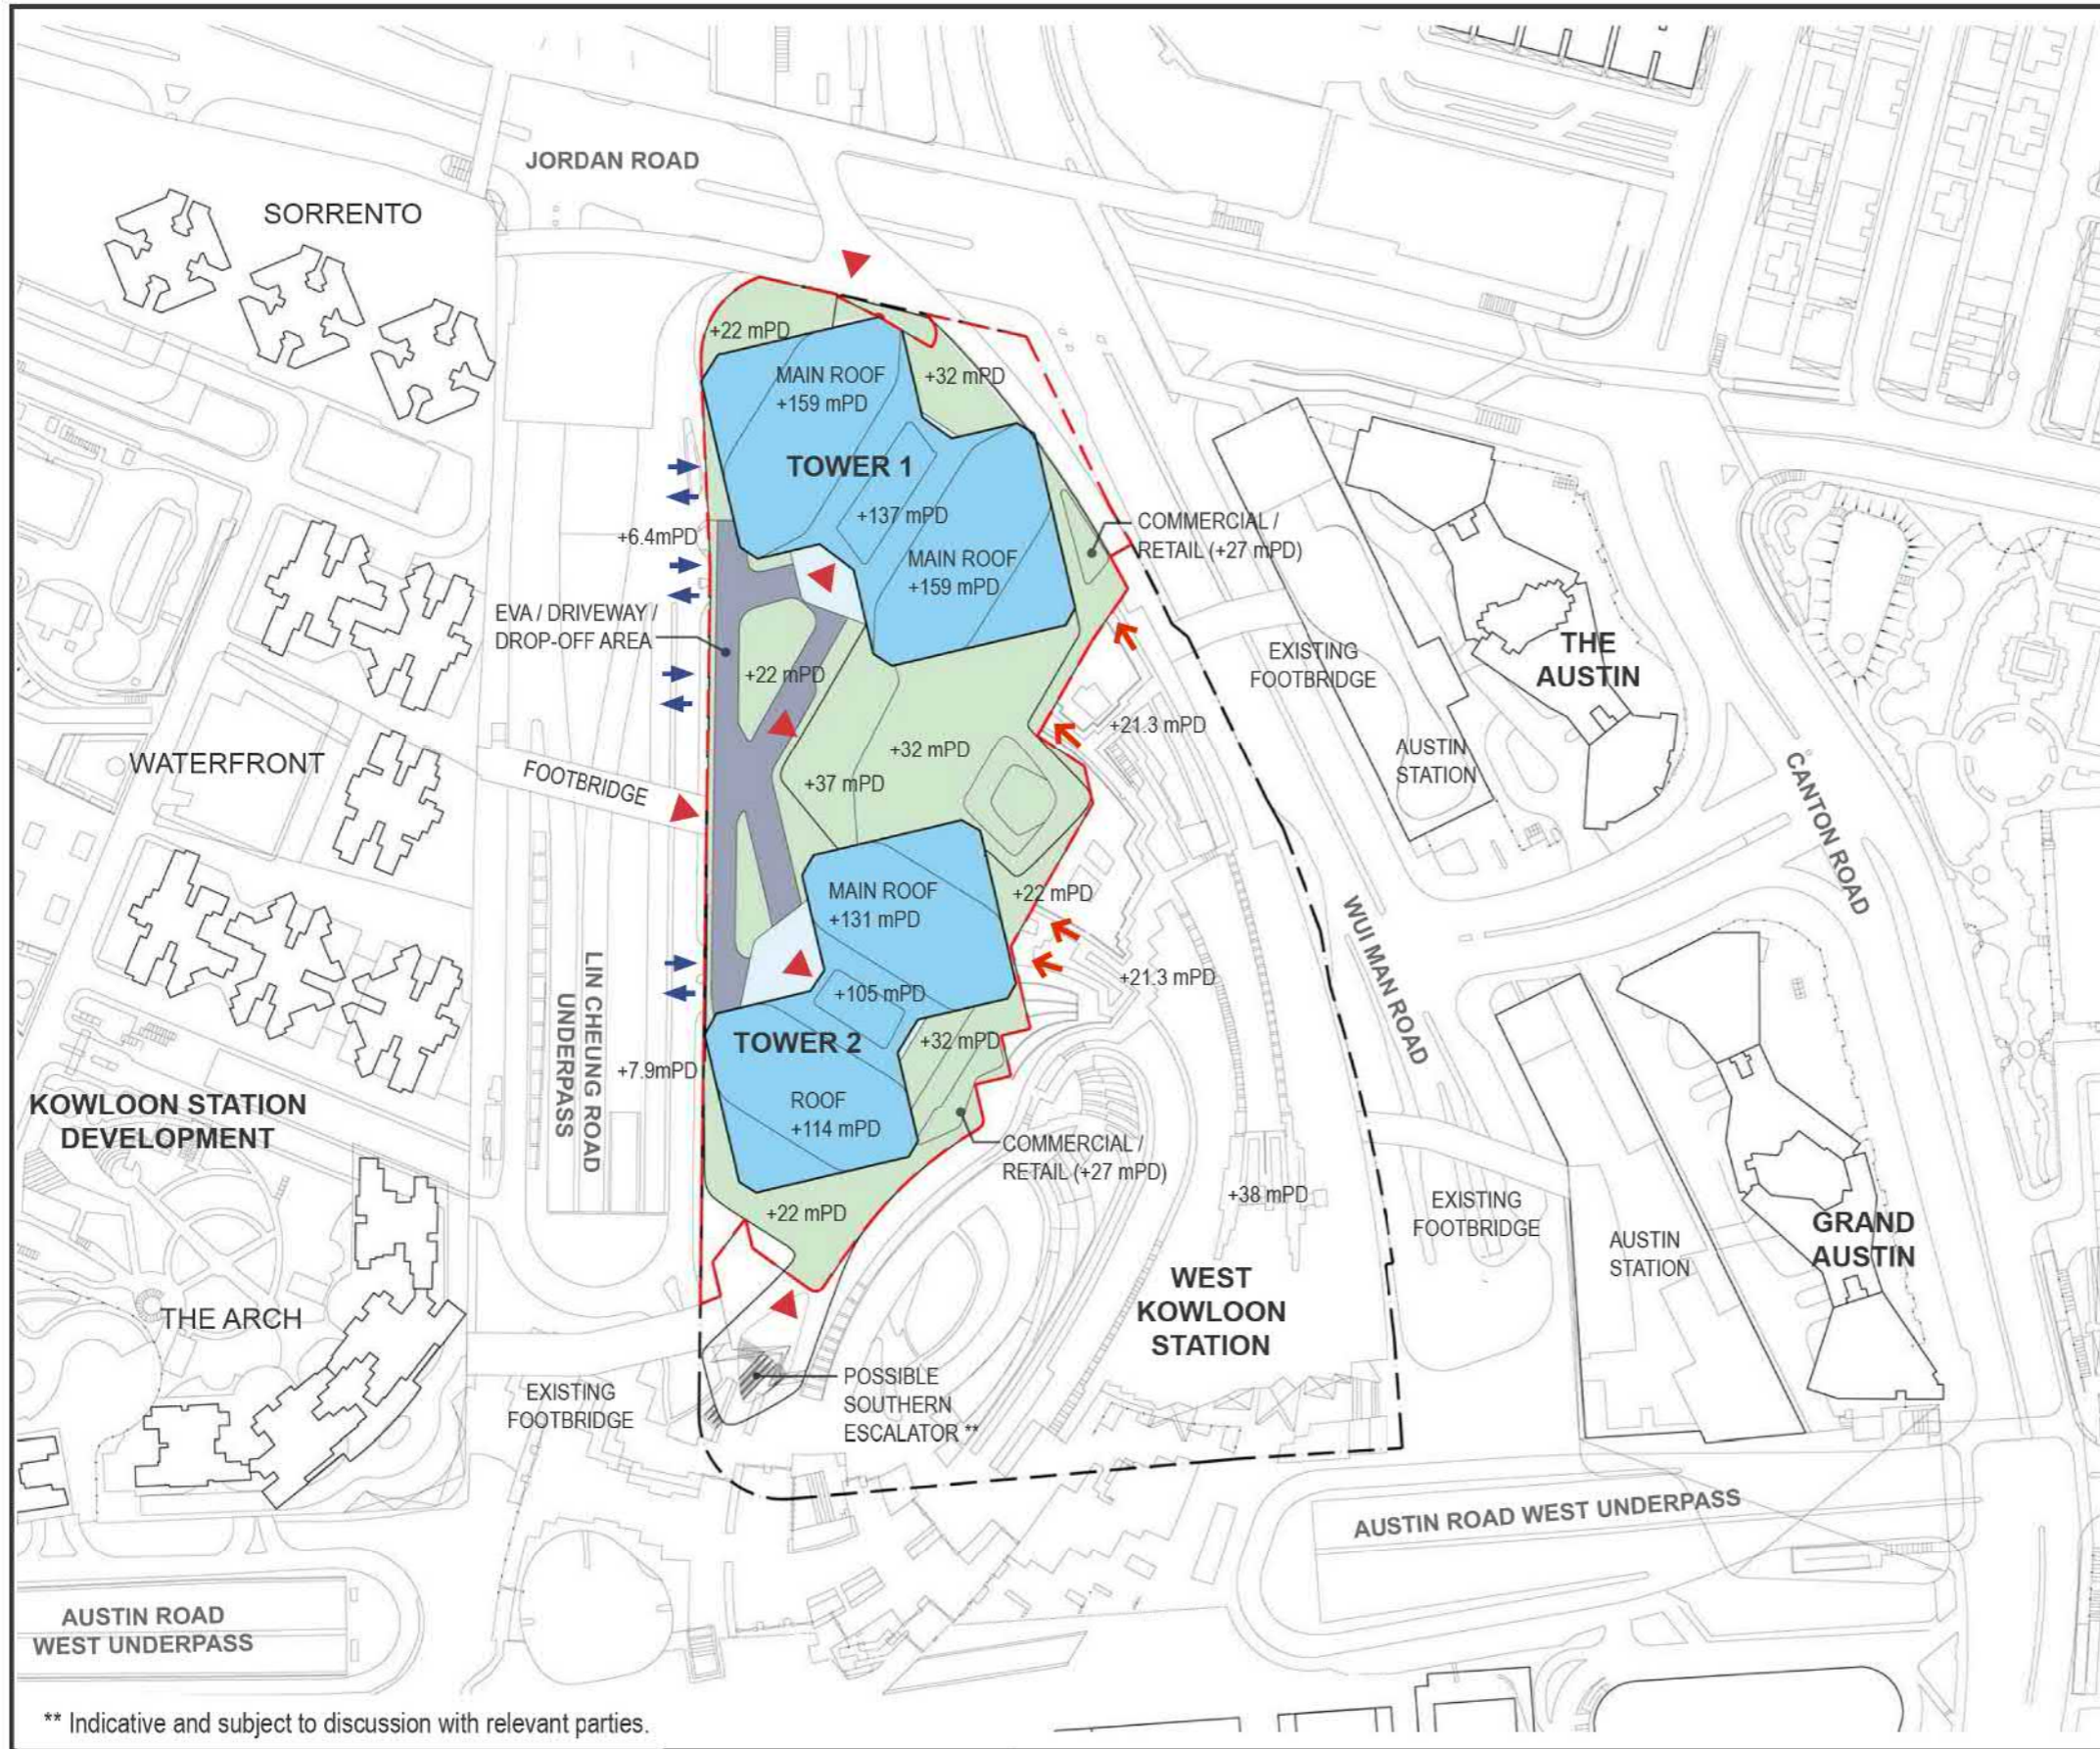 JORDAN ROAD
SORRENTO
+22 mPD
MAIN ROOF
+159 mPD
+32 mPD
TOWER 1
+137 mPD
MAIN ROOF
+159 mPD
COMMERCIAL /
RETAIL (+27 mPD)
+6.4mPD
EVA / DRIVEWAY /
DROP-OFF AREA
+22 mPD
EXISTING
FOOTBRIDGE
THE
AUSTIN
+21.3 mPD
+32 mPD
AUSTIN
STATION
WATERFRONT
FOOTBRIDGE
+37 mPD
CANTON ROAD
MAIN ROOF
+131 mPD
+22 mPD
WUI MAN ROAD
LIN CHEUNG ROAD
UNDERPASS
+105 mPD
+21.3 mPD
TOWER 2
+32 mPD
+7.9mPD
KOWLOON STATION
DEVELOPMENT
ROOF
+114 mPD
COMMERCIAL /
RETAIL (+27 mPD)
+38 mPD
EXISTING
FOOTBRIDGE
+22 mPD
AUSTIN
STATION
GRAND
AUSTIN
WEST
KOWLOON
STATION
THE ARCH
EXISTING
FOOTBRIDGE
POSSIBLE
SOUTHERN
ESCALATOR **
AUSTIN ROAD WEST UNDERPASS
AUSTIN ROAD
WEST UNDERPASS
** Indicative and subject to discussion with relevant parties.